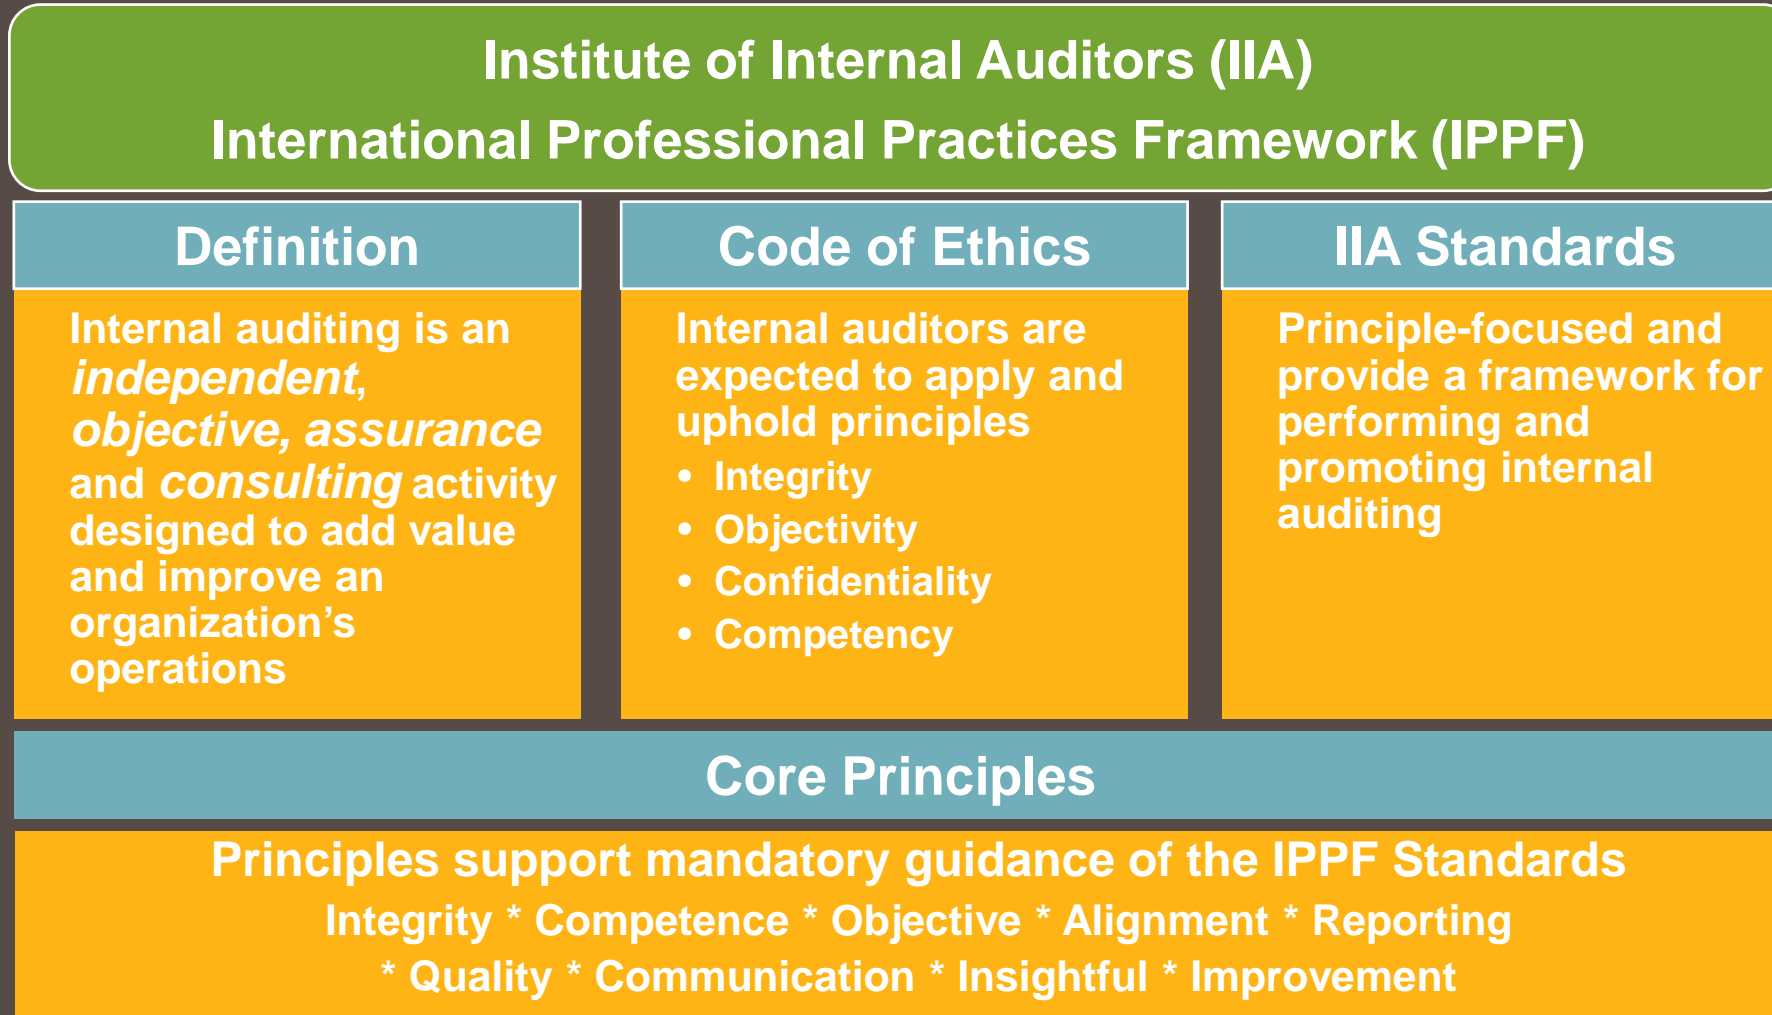 Institute of Internal Auditors (IIA)
International Professional Practices Framework (IPPF)
Definition
Internal auditing is an
independent,
objective, assurance
and consulting activity
designed to add value
and improve an
organization’s
operations
Code of Ethics
Internal auditors are
expected to apply and
uphold principles
• Integrity
• Objectivity
• Confidentiality
• Competency
IIA Standards
Principle-focused and
provide a framework for
performing and
promoting internal
auditing
Core Principles
Principles support mandatory guidance of the IPPF Standards
Integrity * Competence * Objective * Alignment * Reporting
* Quality * Communication * Insightful * Improvement